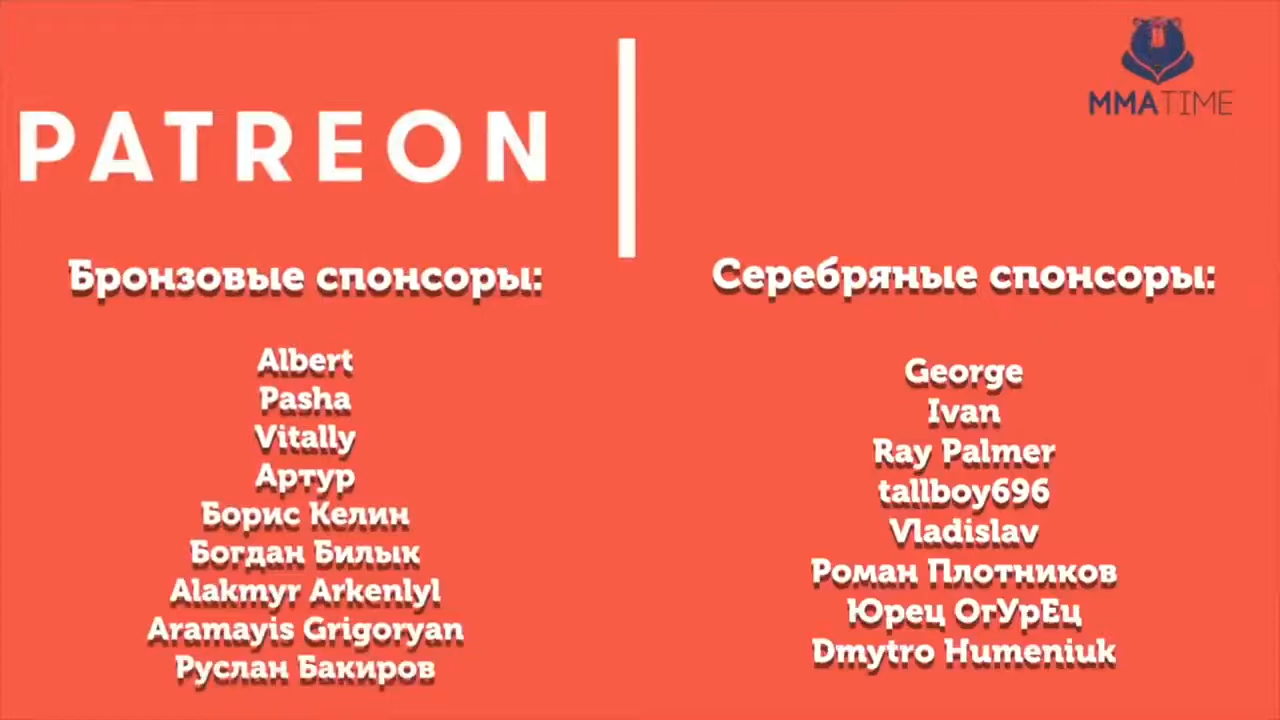 PATREON
MMATIME
Бронзовые спонсоры:
Albert
Pasha
Vitally
Артур
Борис Келин
Богдан Билык
Alakmyr Arkenlyl
Aramayis Grigoryan
Руслан Бакиров
Серебряные спонсоры:
George
Ivan
Ray Palmer
tallboy696
Vladislav
Роман Плотников
Юрец ОгУрЕц
Dmytro Humeniuk